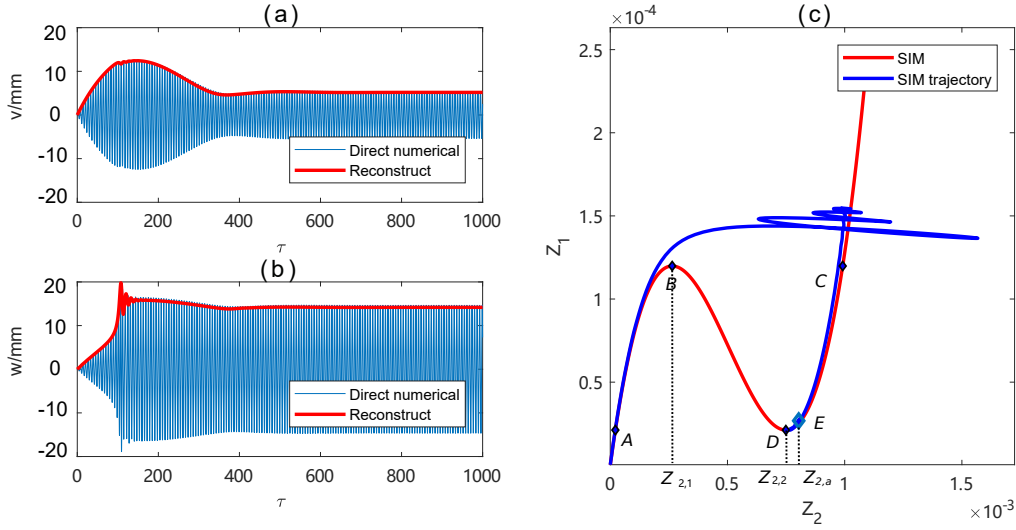 (a)
20
10
0
-10
-20
v/mm
Direct numerical
Reconstruct
0 200 400 600 800 1000
τ
(b)
20
10
0
-10
-20
w/mm
Direct numerical
Reconstruct
0 200 400 600 800 1000
τ
(c)
×10⁻⁴
2.5
2
1.5
1
0.5
0
Z₁
SIM
SIM trajectory
A
B
C
D
E
0 0.5 1 1.5
Z₂,₁ Z₂,₂ Z₂,ₐ
Z₂
×10⁻³